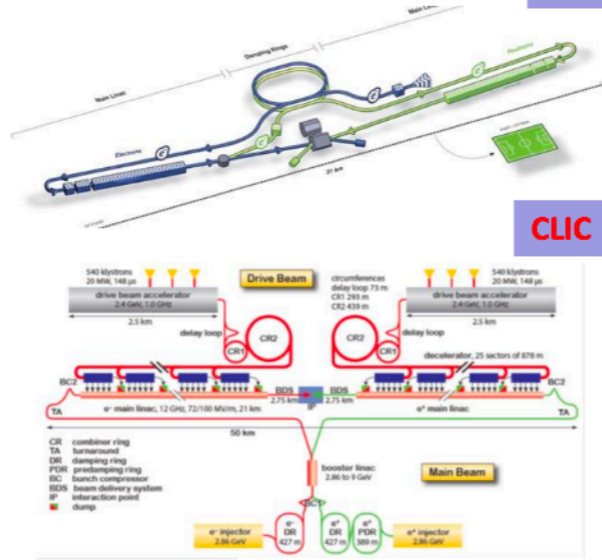 Main Linac
Damping Rings
Main
Positrons
Electrons
31 km
CLIC
540 klystrons
20 MW, 148 µs
Drive Beam
circumferences
delay loop 73 m
CR1 293 m
CR2 439 m
540 klystrons
20 MW, 148 µs
drive beam accelerator
2.4 GeV, 1.0 GHz
drive beam accelerator
2.4 GeV, 1.0 GHz
2.5 km
delay loop
CR1
CR2
CR2
CR1
delay loop
2.5 km
decelerator, 25 sectors of 878 m
BC2
BDS
2.75 km
IP
BDS
2.75 km
BC2
TA
e- main linac, 12 GHz, 72/100 MV/m, 21 km
e+ main linac
TA
50 km
CR combiner ring
TA turnaround
DR damping ring
PDR predamping ring
BC bunch compressor
BDS beam delivery system
IP interaction point
dump
booster linac
2.86 to 9 GeV
Main Beam
BC1
e- injector
2.86 GeV
e-
DR
427 m
e+
DR
427 m
e+
PDR
389 m
e+ injector
2.86 GeV